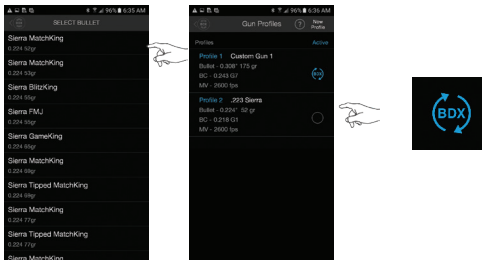 96% 6:35 AM
SELECT BULLET
Sierra MatchKing
0.224 52gr
Sierra MatchKing
0.224 53gr
Sierra BlitzKing
0.224 55gr
Sierra FMJ
0.224 55gr
Sierra GameKing
0.224 65gr
Sierra MatchKing
0.224 69gr
Sierra Tipped MatchKing
0.224 69gr
Sierra MatchKing
0.224 77gr
Sierra Tipped MatchKing
0.224 77gr
Sierra MatchKing
96% 6:36 AM
Gun Profiles ? New Profile
Profiles Active
Profile 1 Custom Gun 1
Bullet - 0.308" 175 gr
BC - 0.243 G7
MV - 2600 fps
BDX
Profile 2 .223 Sierra
Bullet - 0.224" 52 gr
BC - 0.218 G1
MV - 2600 fps
BDX